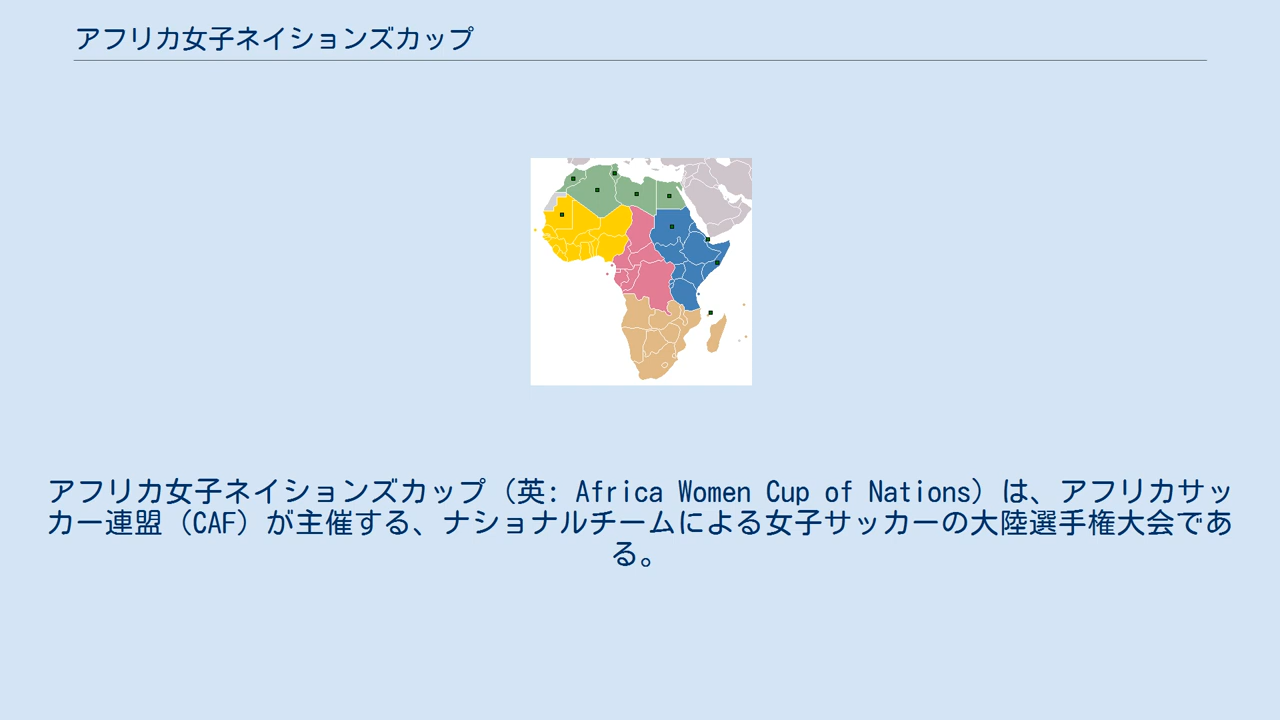 アフリカ女子ネイションズカップ
アフリカ女子ネイションズカップ（英: Africa Women Cup of Nations）は、アフリカサッ
カー連盟（CAF）が主催する、ナショナルチームによる女子サッカーの大陸選手権大会であ
る。